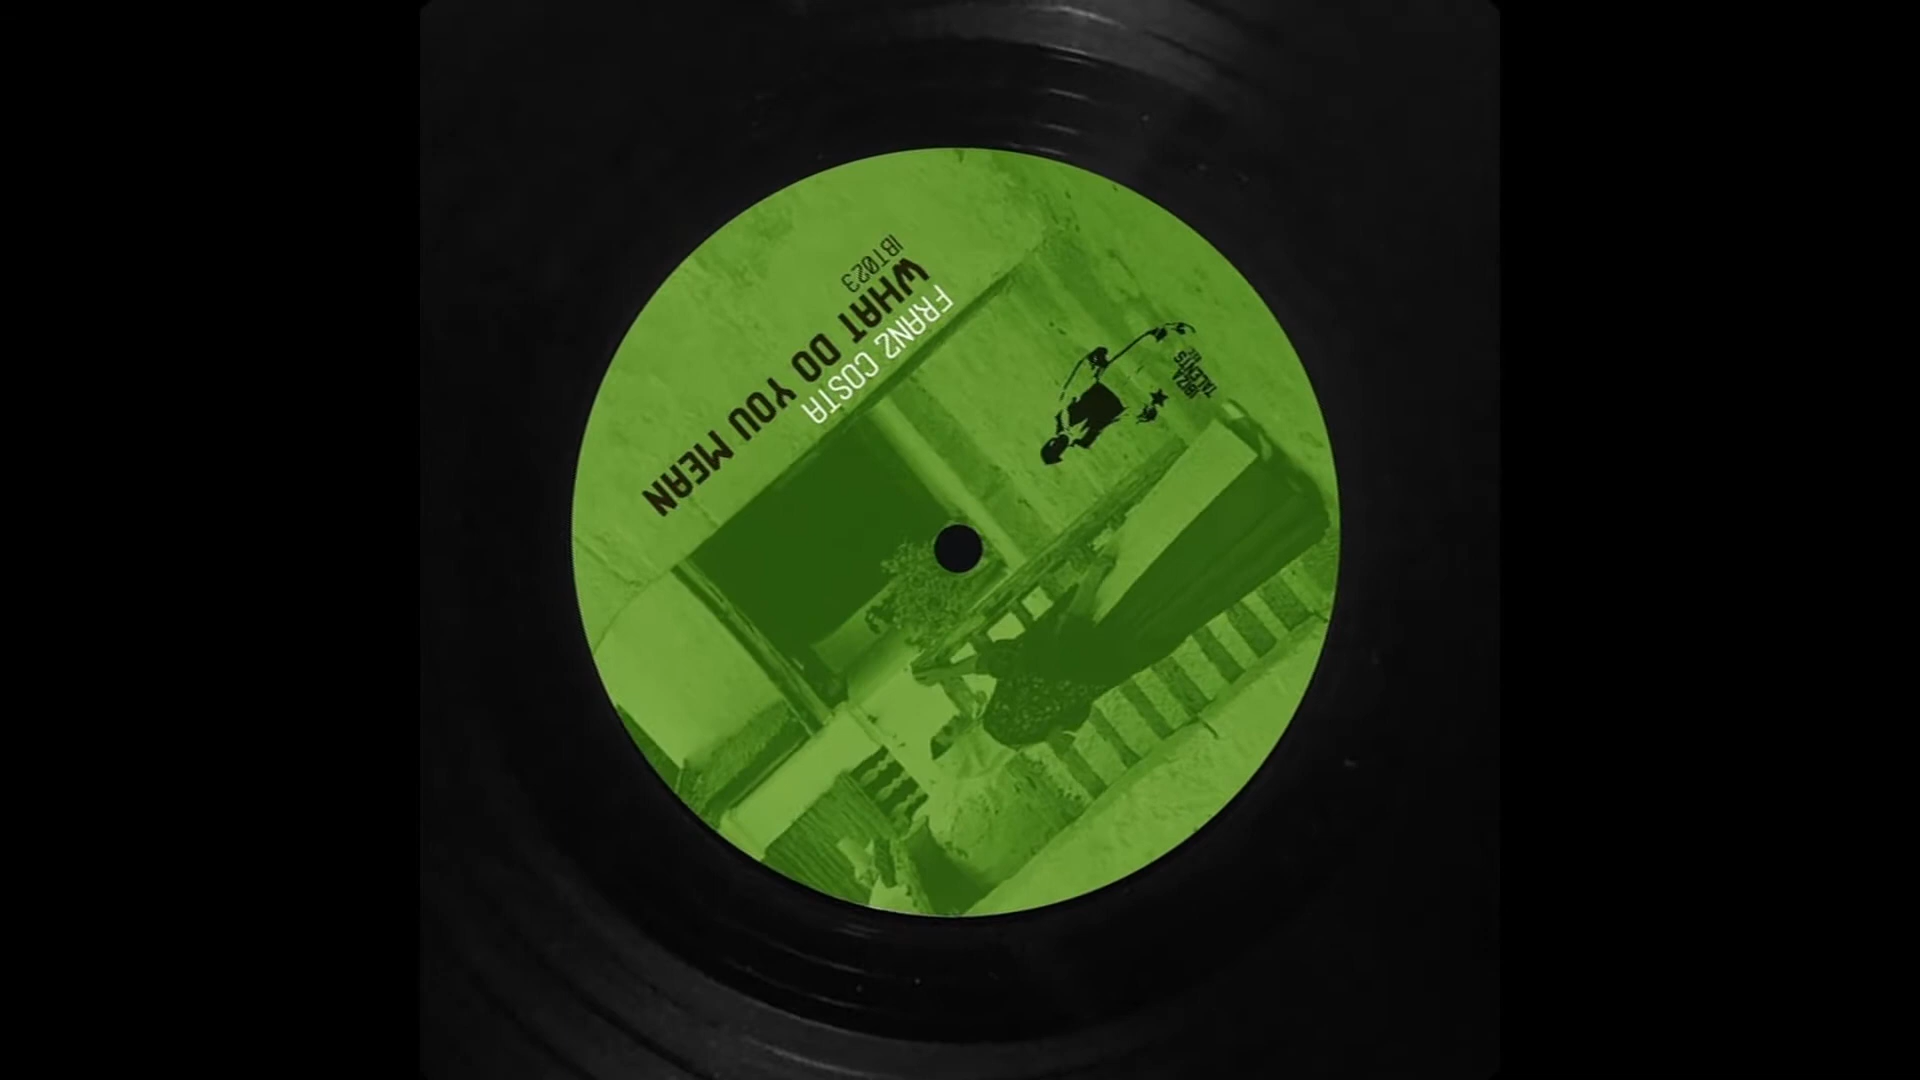 IBIZA
TALENTS
FRANZ COSTA
WHAT DO YOU MEAN
IBT023